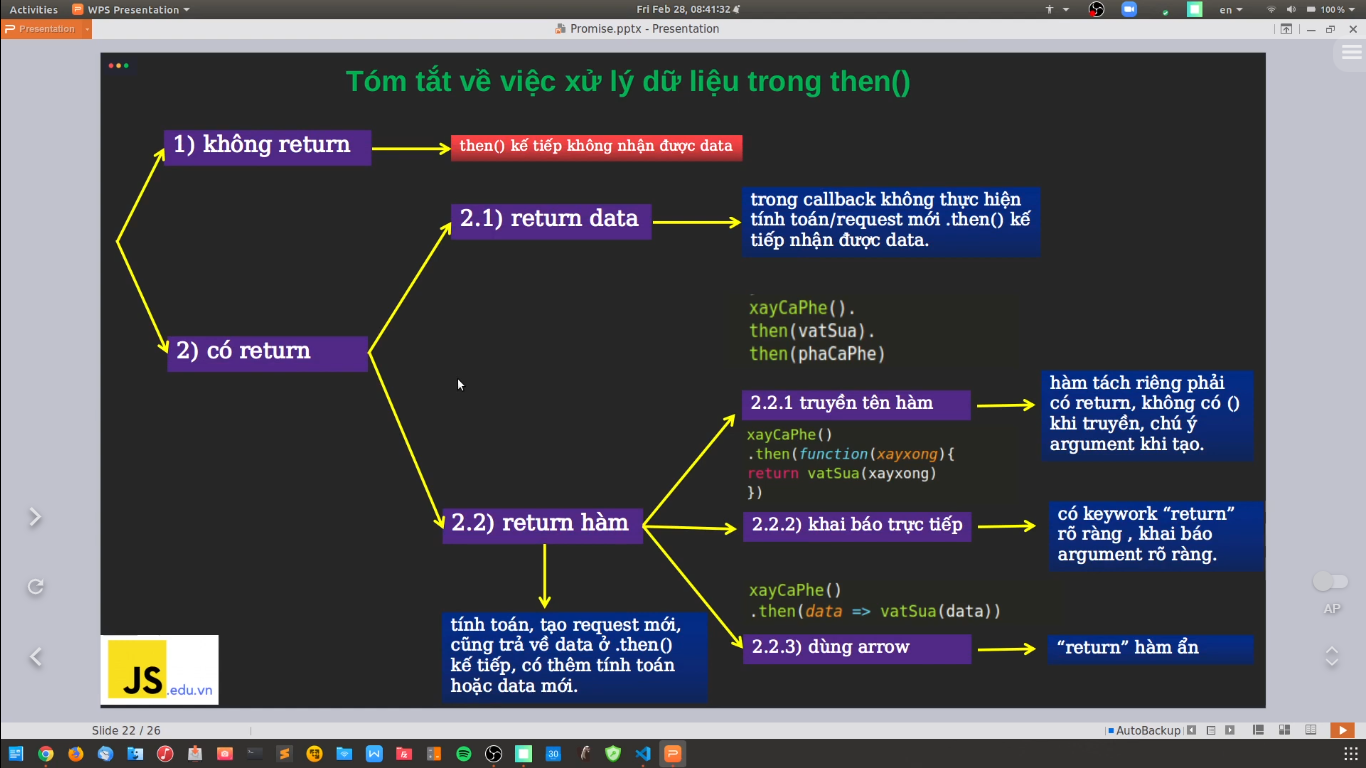 Activities
WPS Presentation
Fri Feb 28, 08:41:32
en
100 %
Presentation
Promise.pptx - Presentation
Tóm tắt về việc xử lý dữ liệu trong then()
1) không return
then() kế tiếp không nhận được data
2.1) return data
trong callback không thực hiện
tính toán/request mới .then() kế
tiếp nhận được data.
xayCaPhe().
then(vatSua).
then(phaCaPhe)
2) có return
2.2.1 truyền tên hàm
hàm tách riêng phải
có return, không có ()
khi truyền, chú ý
argument khi tạo.
xayCaPhe()
.then(function(xayxong){
return vatSua(xayxong)
})
2.2) return hàm
2.2.2) khai báo trực tiếp
có keywork “return”
rõ ràng , khai báo
argument rõ ràng.
xayCaPhe()
.then(data => vatSua(data))
tính toán, tạo request mới,
cũng trả về data ở .then()
kế tiếp, có thêm tính toán
hoặc data mới.
2.2.3) dùng arrow
“return” hàm ẩn
JS
.edu.vn
AP
Slide 22 / 26
AutoBackup
30